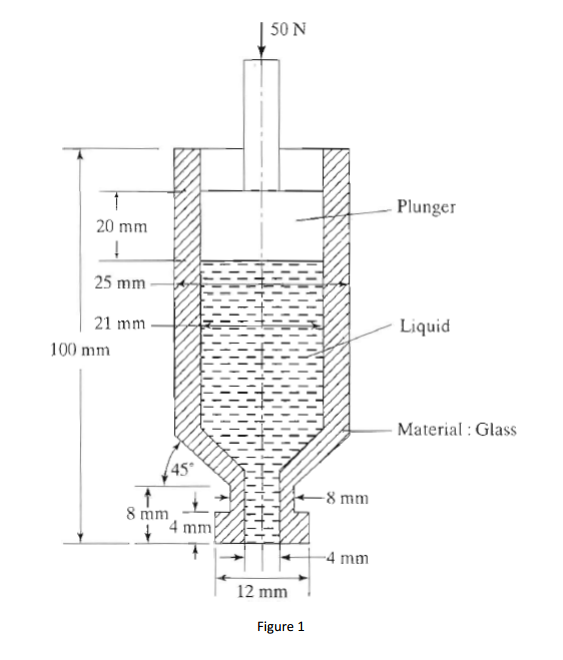 50 N
Plunger
20 mm
25 mm
21 mm
Liquid
100 mm
Material : Glass
45°
8 mm
8 mm
4 mm
4 mm
12 mm
Figure 1